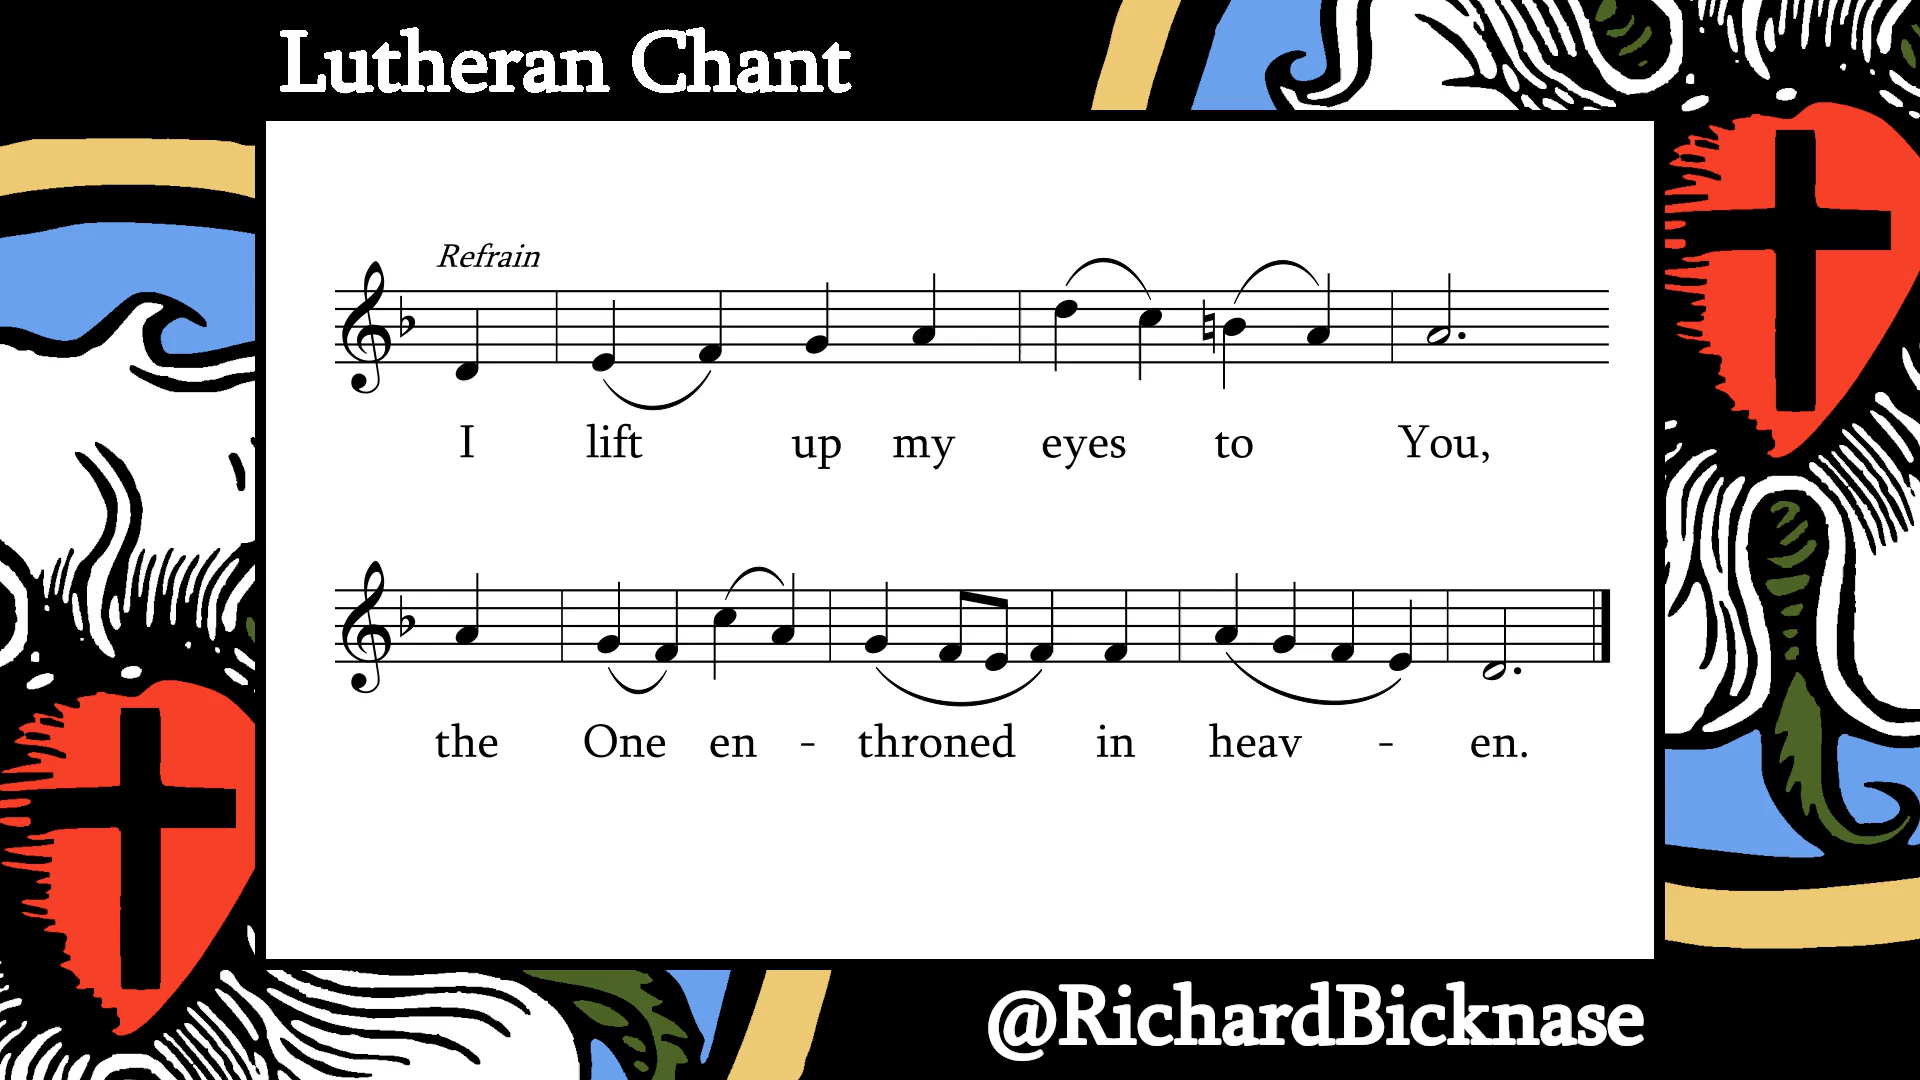 Lutheran Chant
Refrain
I lift up my eyes to You,
the One en - throned in heav - en.
@RichardBicknase